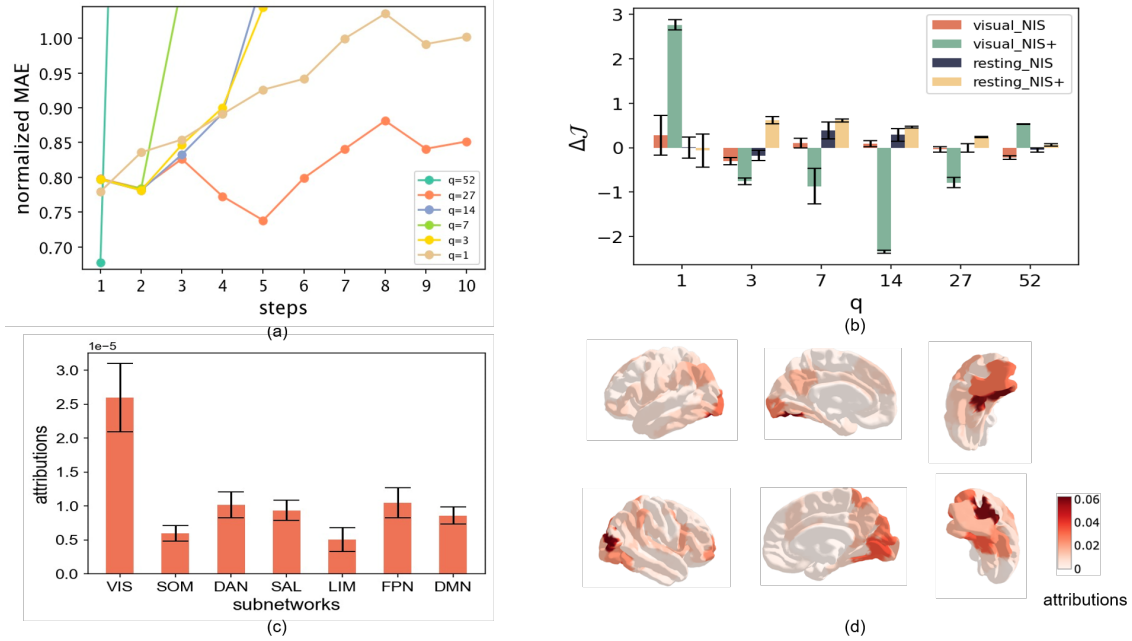 normalized MAE
1.00
0.95
0.90
0.85
0.80
0.75
0.70
q=52
q=27
q=14
q=7
q=3
q=1
1 2 3 4 5 6 7 8 9 10
steps
(a)
ΔJ
3
2
1
0
−1
−2
visual_NIS
visual_NIS+
resting_NIS
resting_NIS+
1 3 7 14 27 52
q
(b)
1e−5
attributions
3.0
2.5
2.0
1.5
1.0
0.5
0.0
VIS SOM DAN SAL LIM FPN DMN
subnetworks
(c)
0.06
0.04
0.02
0
attributions
(d)